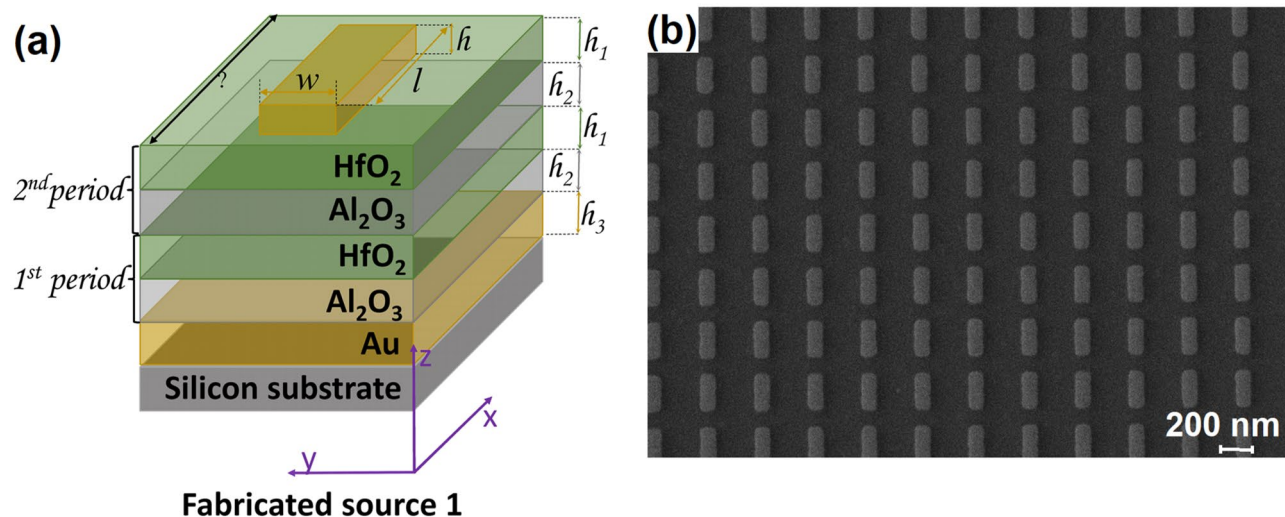 (a)
?
w
l
h
h₁
h₂
h₁
h₂
h₃
2ⁿᵈ period
HfO₂
Al₂O₃
1ˢᵗ period
HfO₂
Al₂O₃
Au
Silicon substrate
z
x
y
Fabricated source 1
(b)
200 nm